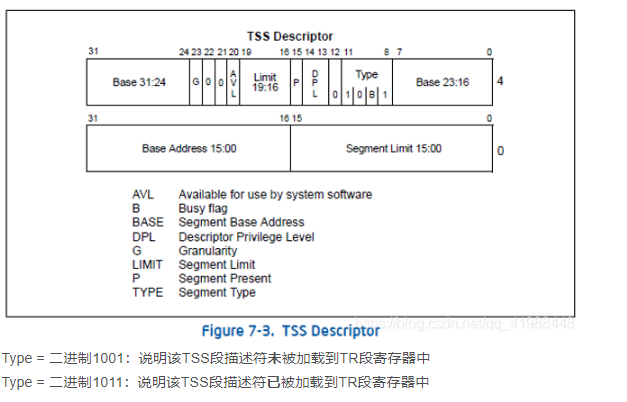 TSS Descriptor
31 24 23 22 21 20 19 16 15 14 13 12 11 8 7 0
Base 31:24 G 0 0 A V L Limit 19:16 P D P L 0 Type 1 0 B 1 Base 23:16 4
31 16 15 0
Base Address 15:00 Segment Limit 15:00 0
AVL Available for use by system software
B Busy flag
BASE Segment Base Address
DPL Descriptor Privilege Level
G Granularity
LIMIT Segment Limit
P Segment Present
TYPE Segment Type
https://blog.csdn.net/qq_41988448
Figure 7-3. TSS Descriptor
Type = 二进制1001：说明该TSS段描述符未被加载到TR段寄存器中
Type = 二进制1011：说明该TSS段描述符已被加载到TR段寄存器中